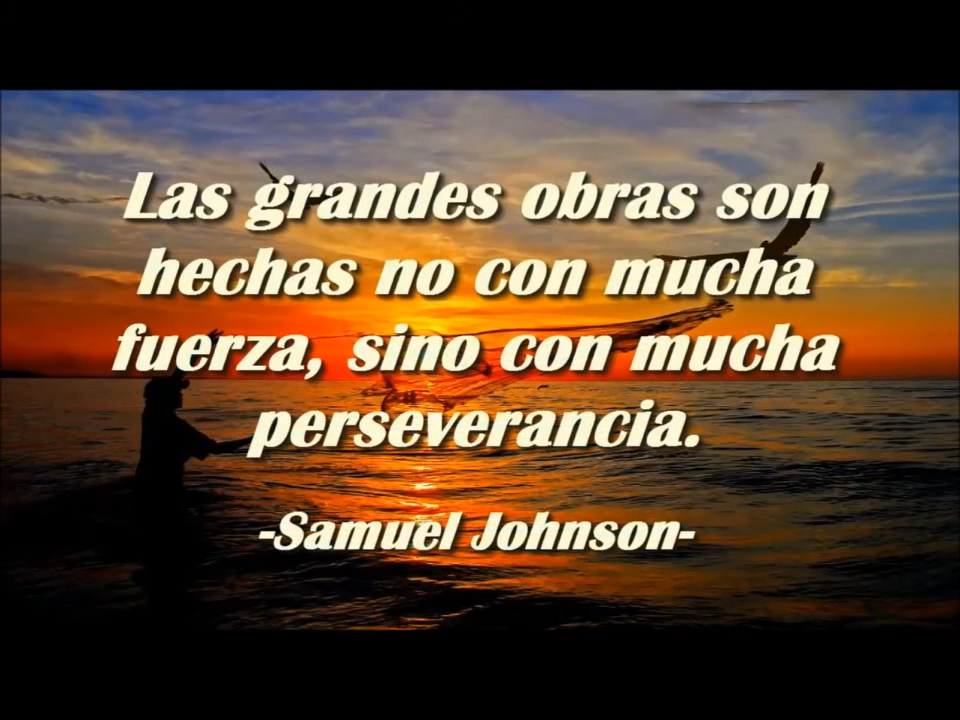 Las grandes obras son
hechas no con mucha
fuerza, sino con mucha
perseverancia.
-Samuel Johnson-